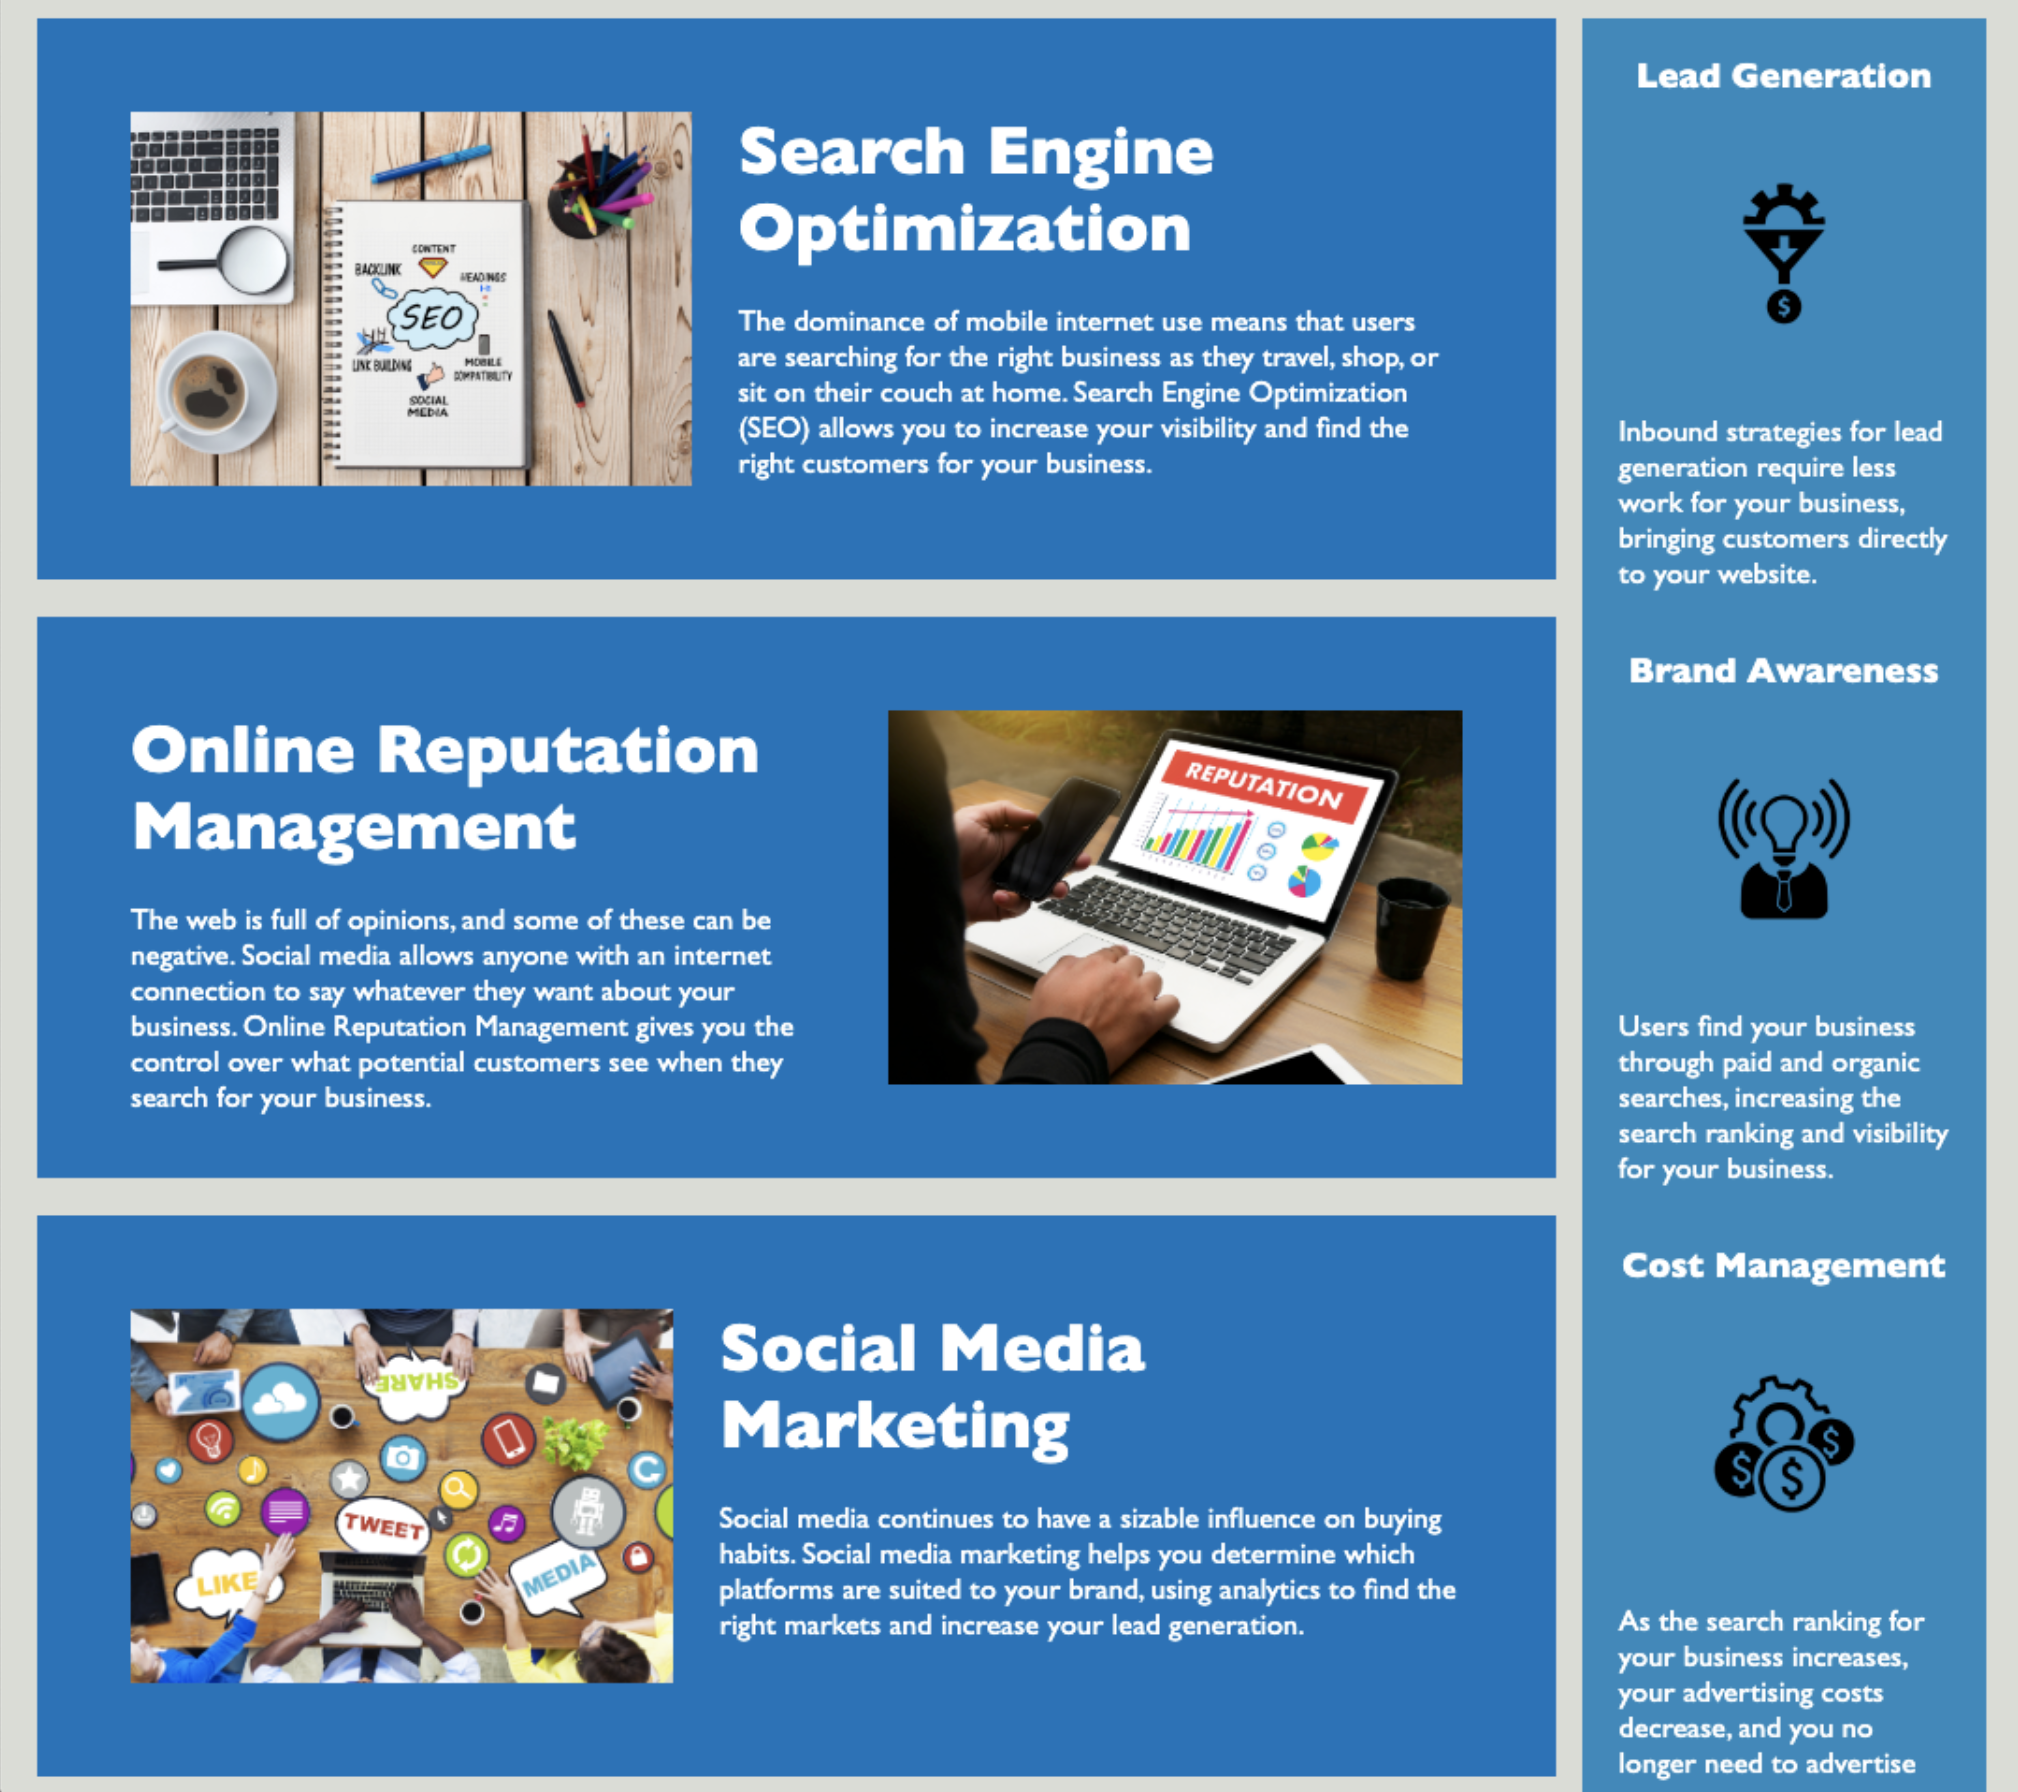 Search Engine
Optimization
The dominance of mobile internet use means that users
are searching for the right business as they travel, shop, or
sit on their couch at home. Search Engine Optimization
(SEO) allows you to increase your visibility and find the
right customers for your business.
CONTENT
BACKLINK
HEADINGS
SEO
LINK BUILDING
MOBILE
COMPATIBILITY
SOCIAL
MEDIA
Online Reputation
Management
The web is full of opinions, and some of these can be
negative. Social media allows anyone with an internet
connection to say whatever they want about your
business. Online Reputation Management gives you the
control over what potential customers see when they
search for your business.
REPUTATION
SHARE
TWEET
LIKE
MEDIA
Social Media
Marketing
Social media continues to have a sizable influence on buying
habits. Social media marketing helps you determine which
platforms are suited to your brand, using analytics to find the
right markets and increase your lead generation.
Lead Generation
$
Inbound strategies for lead
generation require less
work for your business,
bringing customers directly
to your website.
Brand Awareness
Users find your business
through paid and organic
searches, increasing the
search ranking and visibility
for your business.
Cost Management
$
$
$
As the search ranking for
your business increases,
your advertising costs
decrease, and you no
longer need to advertise